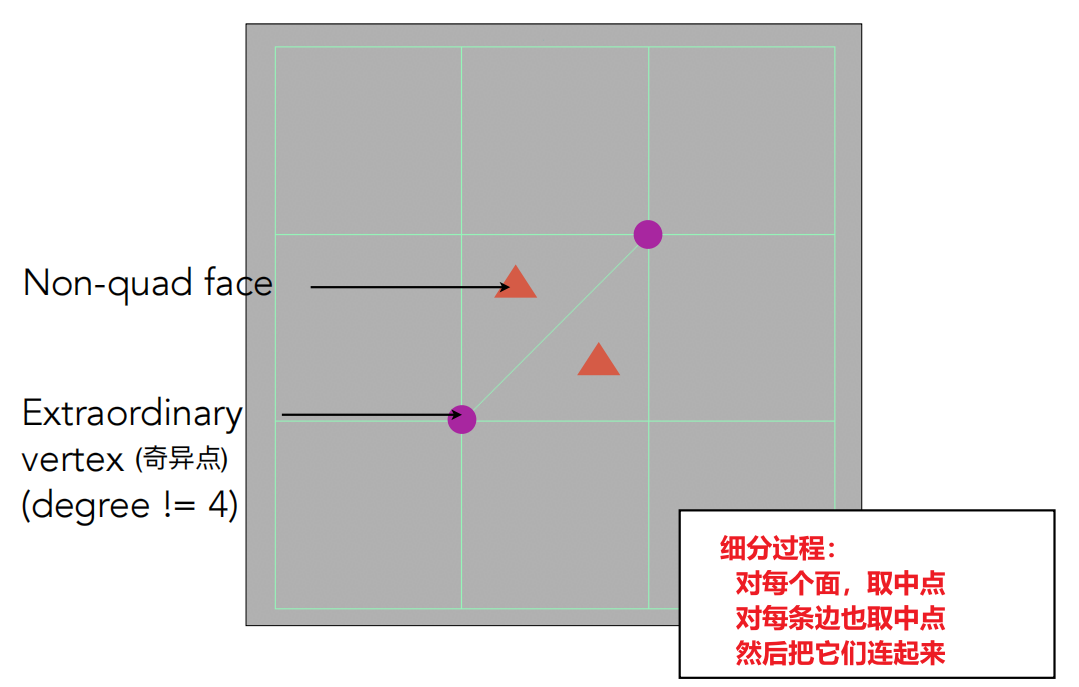 Non-quad face
Extraordinary
vertex (奇异点)
(degree != 4)
细分过程：
对每个面，取中点
对每条边也取中点
然后把它们连起来